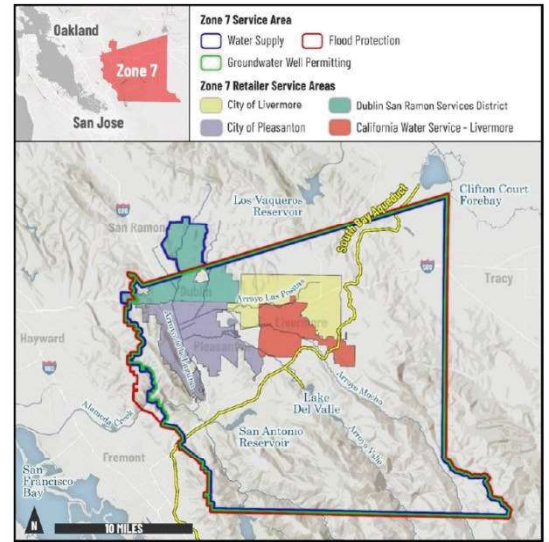 Oakland
Zone 7
San Jose
Zone 7 Service Area
Water Supply
Flood Protection
Groundwater Well Permitting
Zone 7 Retailer Service Areas
City of Livermore
Dublin San Ramon Services District
City of Pleasanton
California Water Service - Livermore
Los Vaqueros
Reservoir
Clifton Court
Forebay
South Bay Aqueduct
San Ramon
680
580
Tracy
Dublin
Arroyo Las Positas
Hayward
Livermore
Pleasanton
880
Arroyo Mocho
Lake
Del Valle
Alameda Creek
San Antonio
Reservoir
Arroyo Valle
Fremont
San
Francisco
Bay
N
10 MILES